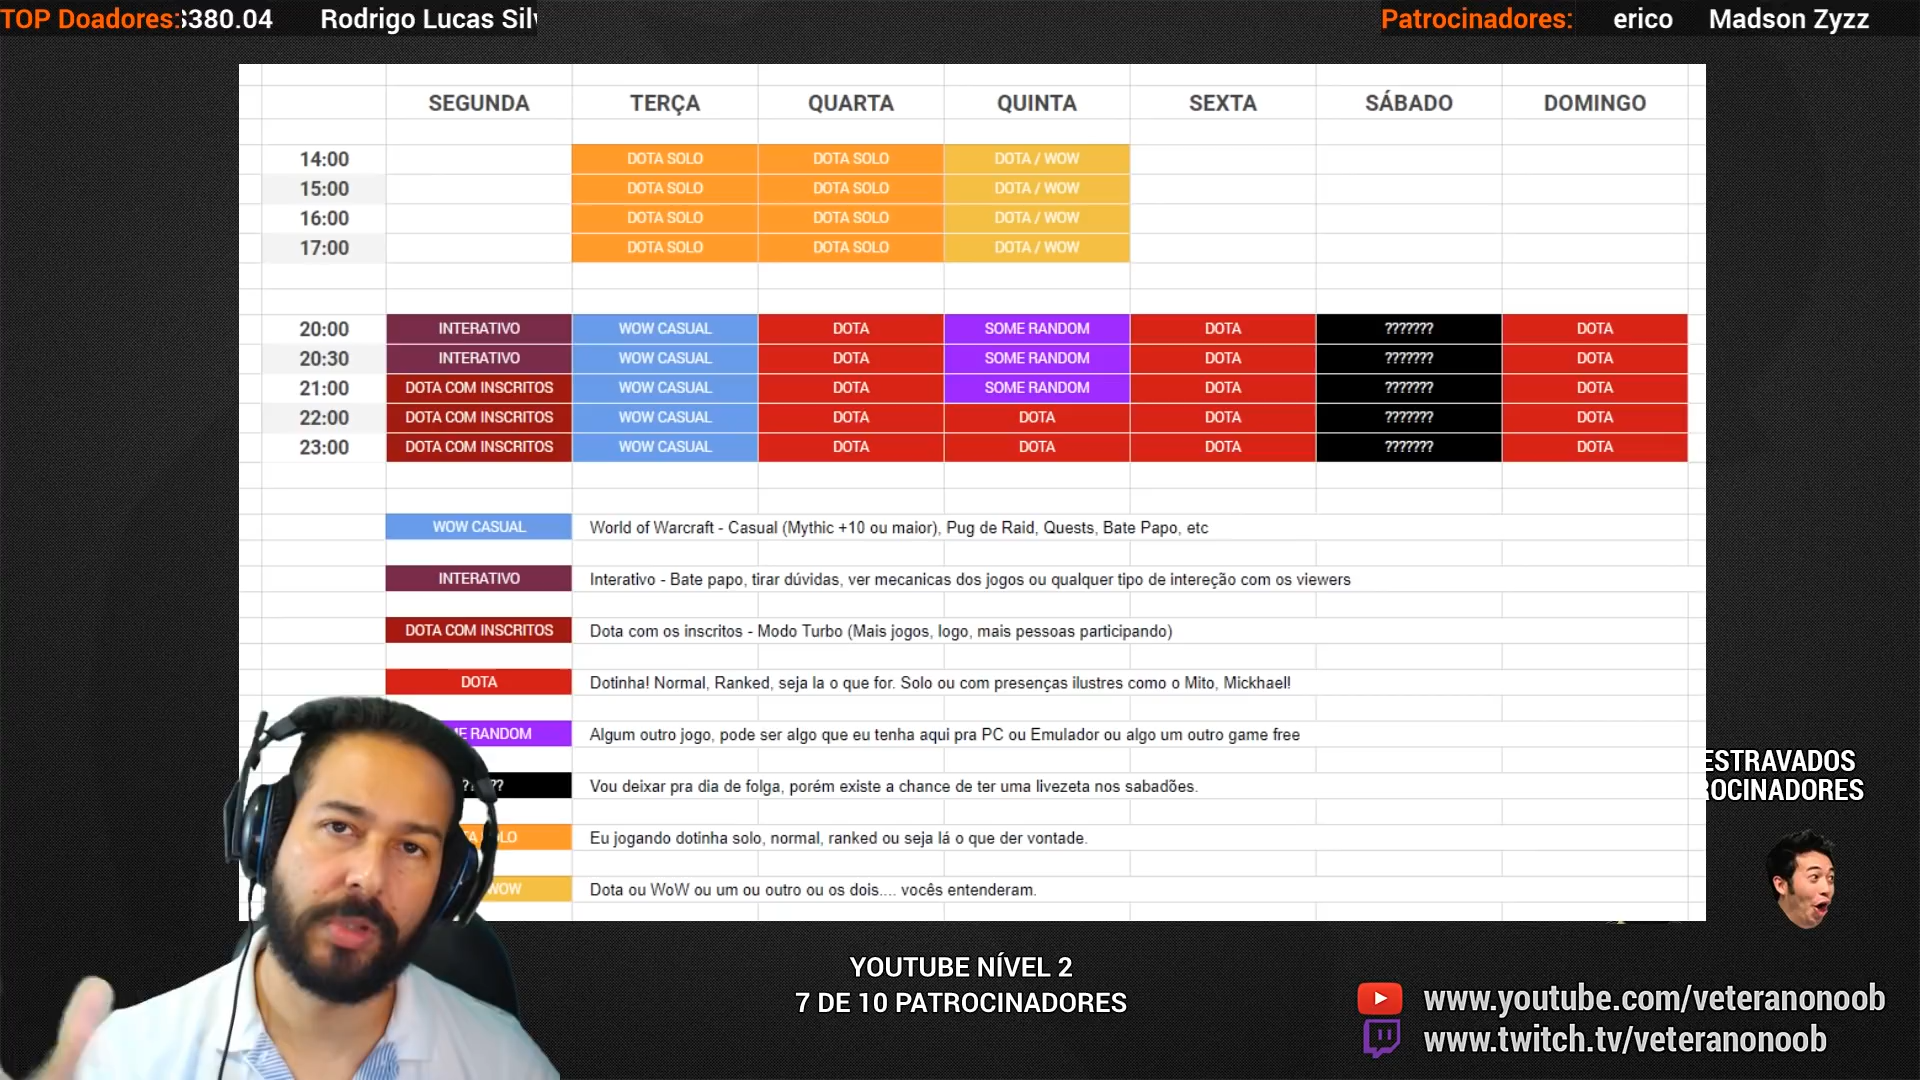 TOP Doadores: $380.04 Rodrigo Lucas Silv
Patrocinadores: erico Madson Zyzz
SEGUNDA TERÇA QUARTA QUINTA SEXTA SÁBADO DOMINGO
14:00 DOTA SOLO DOTA SOLO DOTA / WOW
15:00 DOTA SOLO DOTA SOLO DOTA / WOW
16:00 DOTA SOLO DOTA SOLO DOTA / WOW
17:00 DOTA SOLO DOTA SOLO DOTA / WOW
20:00 INTERATIVO WOW CASUAL DOTA SOME RANDOM DOTA ??????? DOTA
20:30 INTERATIVO WOW CASUAL DOTA SOME RANDOM DOTA ??????? DOTA
21:00 DOTA COM INSCRITOS WOW CASUAL DOTA SOME RANDOM DOTA ??????? DOTA
22:00 DOTA COM INSCRITOS WOW CASUAL DOTA DOTA DOTA ??????? DOTA
23:00 DOTA COM INSCRITOS WOW CASUAL DOTA DOTA DOTA ??????? DOTA
WOW CASUAL World of Warcraft - Casual (Mythic +10 ou maior), Pug de Raid, Quests, Bate Papo, etc
INTERATIVO Interativo - Bate papo, tirar dúvidas, ver mecanicas dos jogos ou qualquer tipo de intereção com os viewers
DOTA COM INSCRITOS Dota com os inscritos - Modo Turbo (Mais jogos, logo, mais pessoas participando)
DOTA Dotinha! Normal, Ranked, seja la o que for. Solo ou com presenças ilustres como o Mito, Mickhael!
ME RANDOM Algum outro jogo, pode ser algo que eu tenha aqui pra PC ou Emulador ou algo um outro game free
???? Vou deixar pra dia de folga, porém existe a chance de ter uma livezeta nos sabadões.
TA SOLO Eu jogando dotinha solo, normal, ranked ou seja lá o que der vontade.
WOW Dota ou WoW ou um ou outro ou os dois.... vocês entenderam.
ESTRAVADOS
ROCINADORES
YOUTUBE NÍVEL 2
7 DE 10 PATROCINADORES
www.youtube.com/veteranonoob
www.twitch.tv/veteranonoob